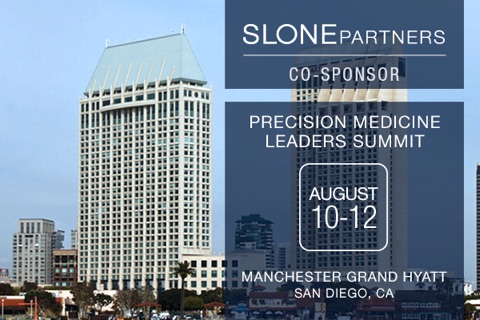 SLONEPARTNERS
CO-SPONSOR
PRECISION MEDICINE
LEADERS SUMMIT
AUGUST
10-12
MANCHESTER GRAND HYATT
SAN DIEGO, CA